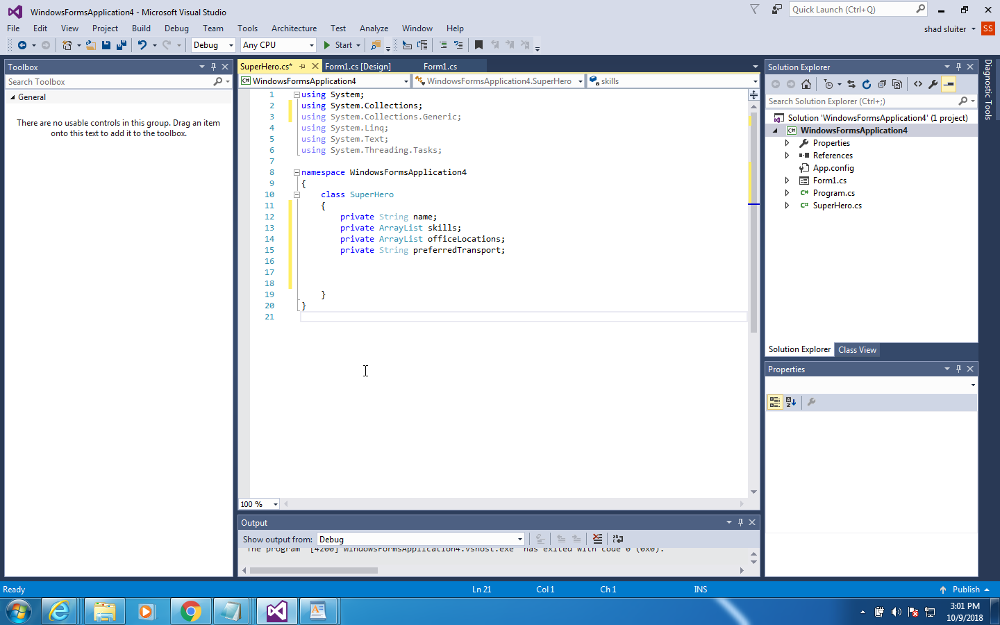 WindowsFormsApplication4 - Microsoft Visual Studio
Quick Launch (Ctrl+Q)
File Edit View Project Build Debug Team Tools Architecture Test Analyze Window Help
shad sluiter SS
Debug Any CPU Start
Toolbox
Search Toolbox
General
There are no usable controls in this group. Drag an item
onto this text to add it to the toolbox.
SuperHero.cs* Form1.cs [Design] Form1.cs
C# WindowsFormsApplication4 WindowsFormsApplication4.SuperHero skills
1 using System;
2 using System.Collections;
3 using System.Collections.Generic;
4 using System.Linq;
5 using System.Text;
6 using System.Threading.Tasks;
7
8 namespace WindowsFormsApplication4
9 {
10 class SuperHero
11 {
12 private String name;
13 private ArrayList skills;
14 private ArrayList officeLocations;
15 private String preferredTransport;
16
17
18
19 }
20 }
21
100 %
Output
Show output from: Debug
The program '[4200] WindowsFormsApplication4.vshost.exe' has exited with code 0 (0x0).
Solution Explorer
Search Solution Explorer (Ctrl+;)
Solution 'WindowsFormsApplication4' (1 project)
C# WindowsFormsApplication4
Properties
References
App.config
Form1.cs
C# Program.cs
C# SuperHero.cs
Solution Explorer Class View
Properties
Diagnostic Tools
Ready Ln 21 Col 1 Ch 1 INS Publish
3:01 PM
10/9/2018